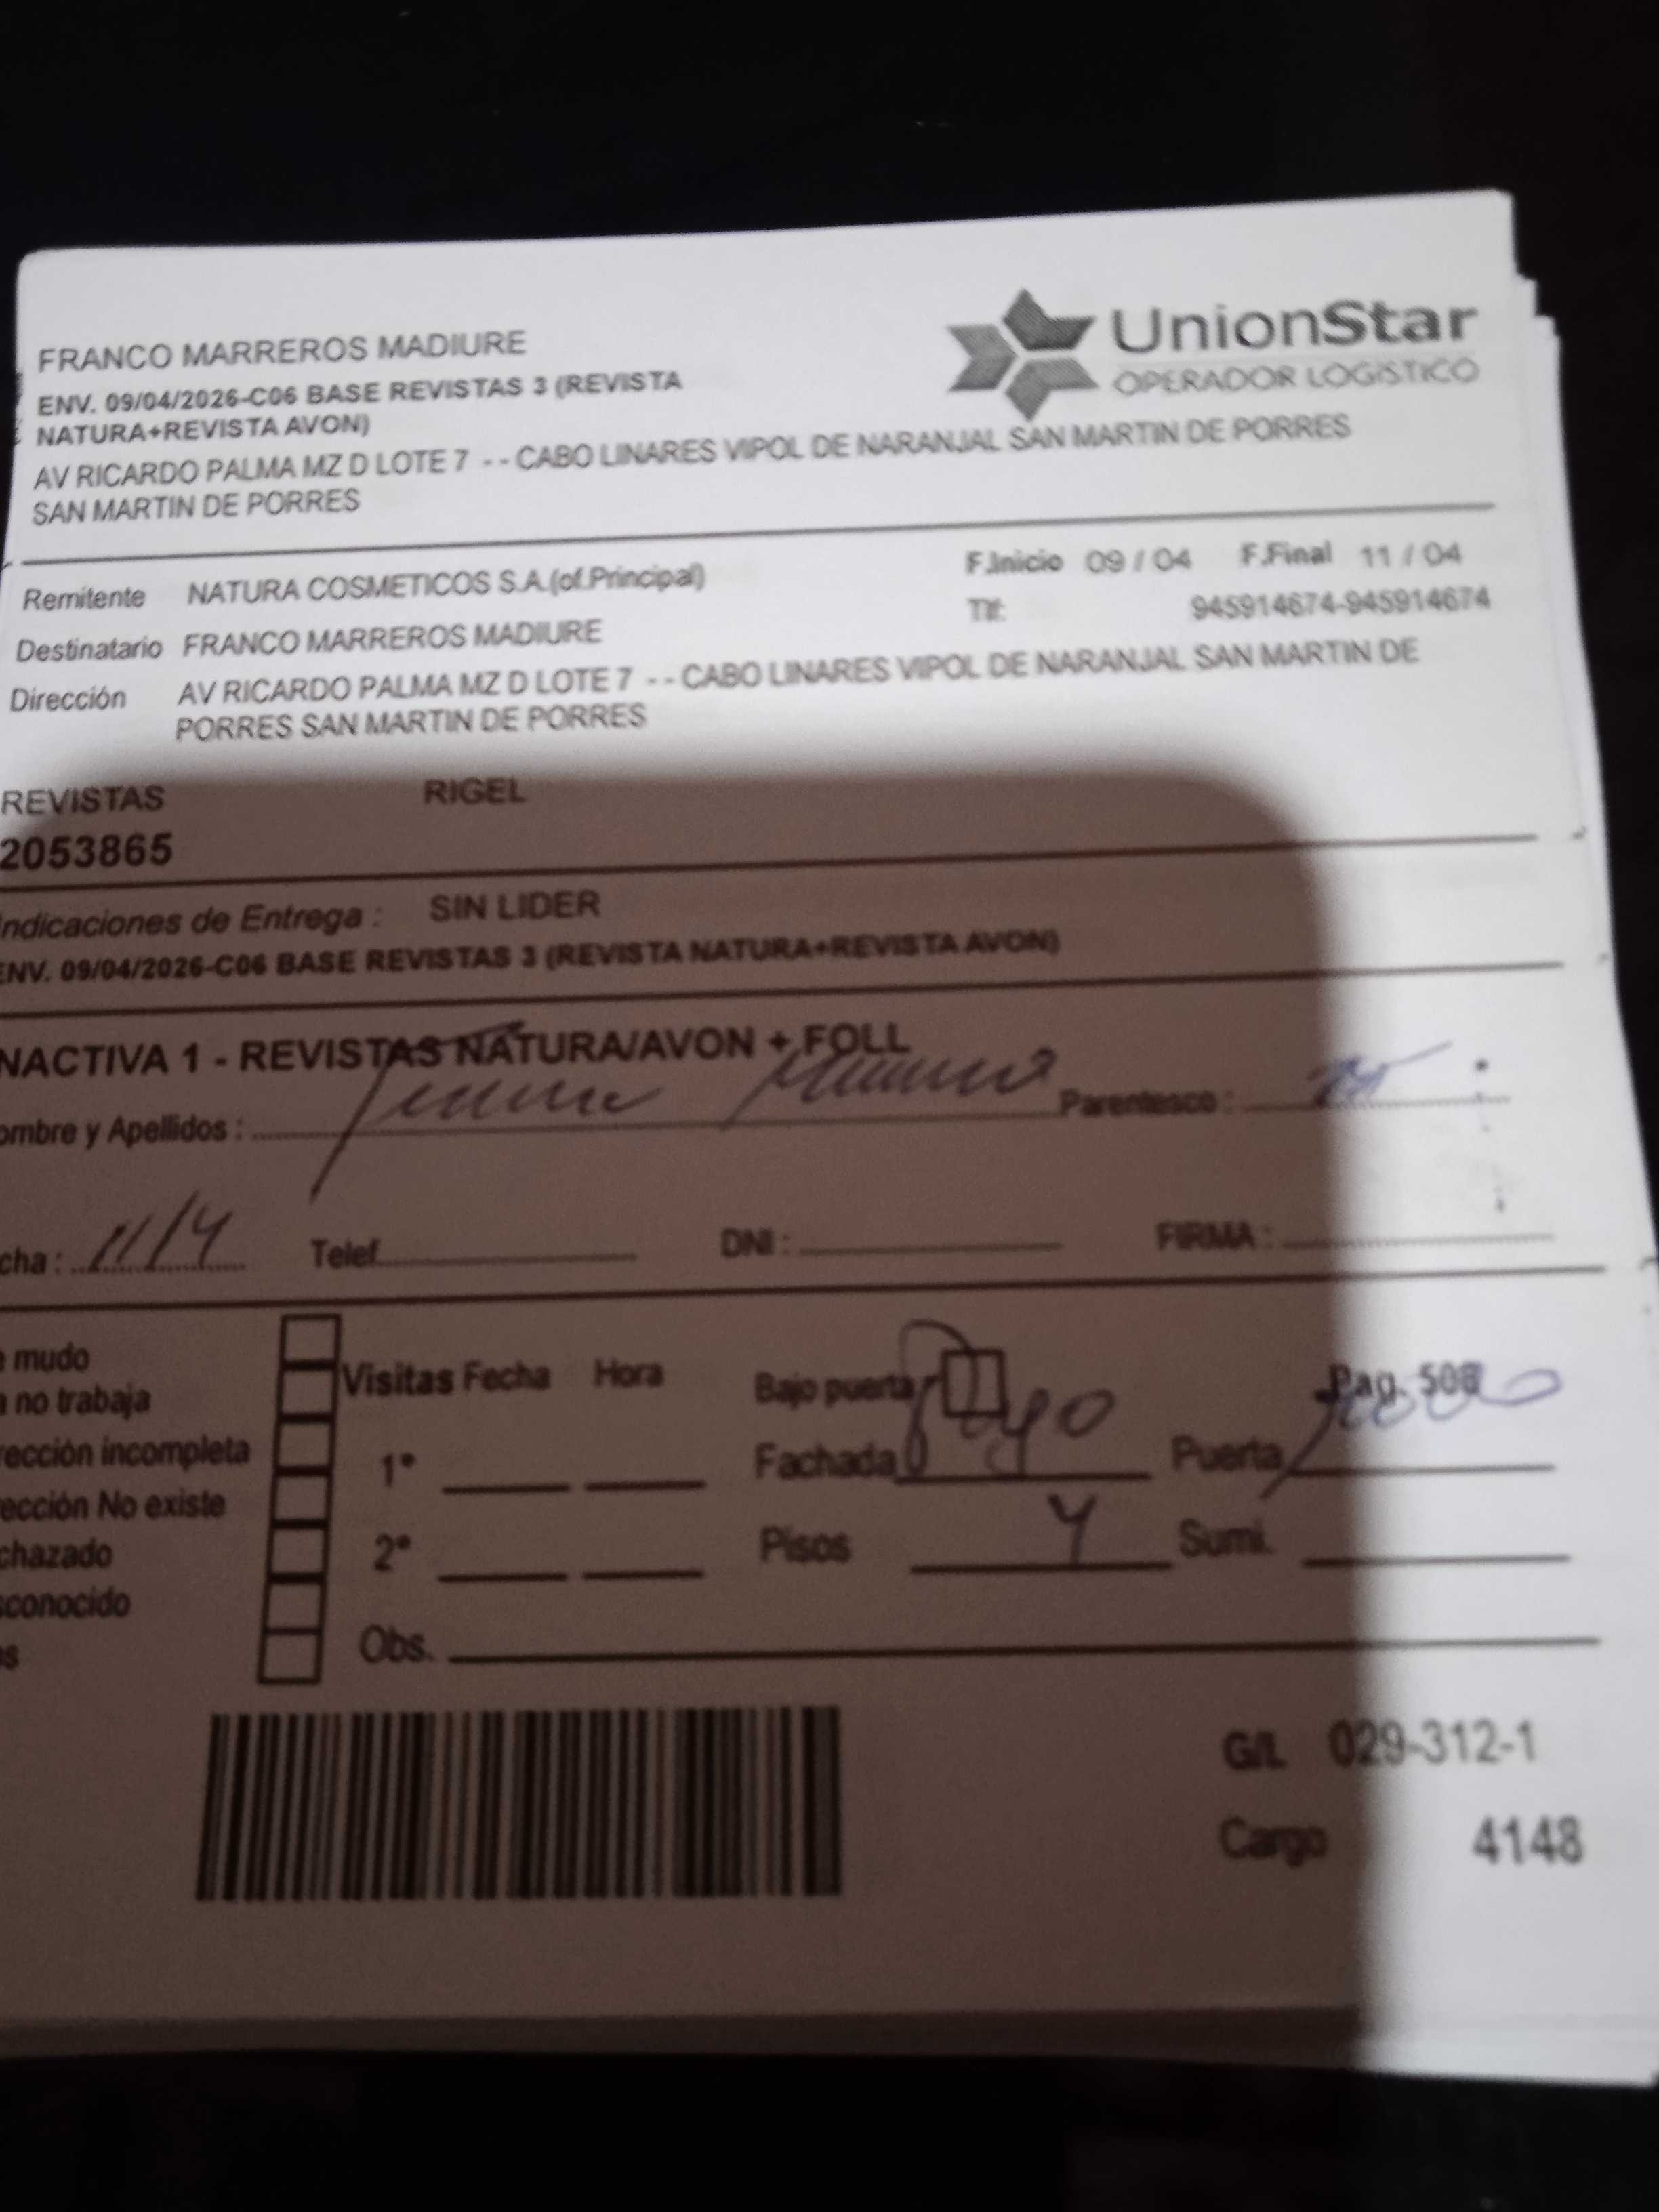 FRANCO MARREROS MADIURE
UnionStar
OPERADOR LOGÍSTICO
ENV. 09/04/2026-C06 BASE REVISTAS 3 (REVISTA
NATURA+REVISTA AVON)
AV RICARDO PALMA MZ D LOTE 7 - - CABO LINARES VIPOL DE NARANJAL SAN MARTIN DE PORRES
SAN MARTIN DE PORRES
Remitente NATURA COSMETICOS S.A.(of.Principal)
F.Inicio 09 / 04 F.Final 11 / 04
Tlf: 945914674-945914674
Destinatario FRANCO MARREROS MADIURE
Dirección AV RICARDO PALMA MZ D LOTE 7 - - CABO LINARES VIPOL DE NARANJAL SAN MARTIN DE
PORRES SAN MARTIN DE PORRES
REVISTAS RIGEL
2053865
Indicaciones de Entrega : SIN LIDER
ENV. 09/04/2026-C06 BASE REVISTAS 3 (REVISTA NATURA+REVISTA AVON)
NACTIVA 1 - REVISTAS NATURA/AVON + FOLL
ombre y Apellidos : Parentesco :
cha : 11/4 Telef. DNI : FIRMA :
e mudo
a no trabaja
rección incompleta
ección No existe
chazado
sconocido
s
Visitas Fecha Hora
1°
2°
Obs.
Bajo puerta Pag. 508
Fachada Puerta
Pisos 4 Sumi.
G/L 029-312-1
Cargo 4148